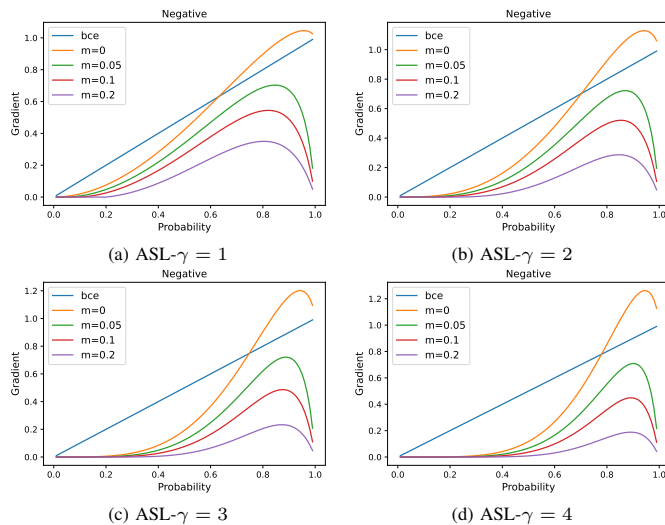 Negative
bce
m=0
m=0.05
m=0.1
m=0.2
Gradient
1.0
0.8
0.6
0.4
0.2
0.0
0.0 0.2 0.4 0.6 0.8 1.0
Probability
(a) ASL-γ = 1
Negative
bce
m=0
m=0.05
m=0.1
m=0.2
Gradient
1.0
0.8
0.6
0.4
0.2
0.0
0.0 0.2 0.4 0.6 0.8 1.0
Probability
(b) ASL-γ = 2
Negative
bce
m=0
m=0.05
m=0.1
m=0.2
Gradient
1.2
1.0
0.8
0.6
0.4
0.2
0.0
0.0 0.2 0.4 0.6 0.8 1.0
Probability
(c) ASL-γ = 3
Negative
bce
m=0
m=0.05
m=0.1
m=0.2
Gradient
1.2
1.0
0.8
0.6
0.4
0.2
0.0
0.0 0.2 0.4 0.6 0.8 1.0
Probability
(d) ASL-γ = 4